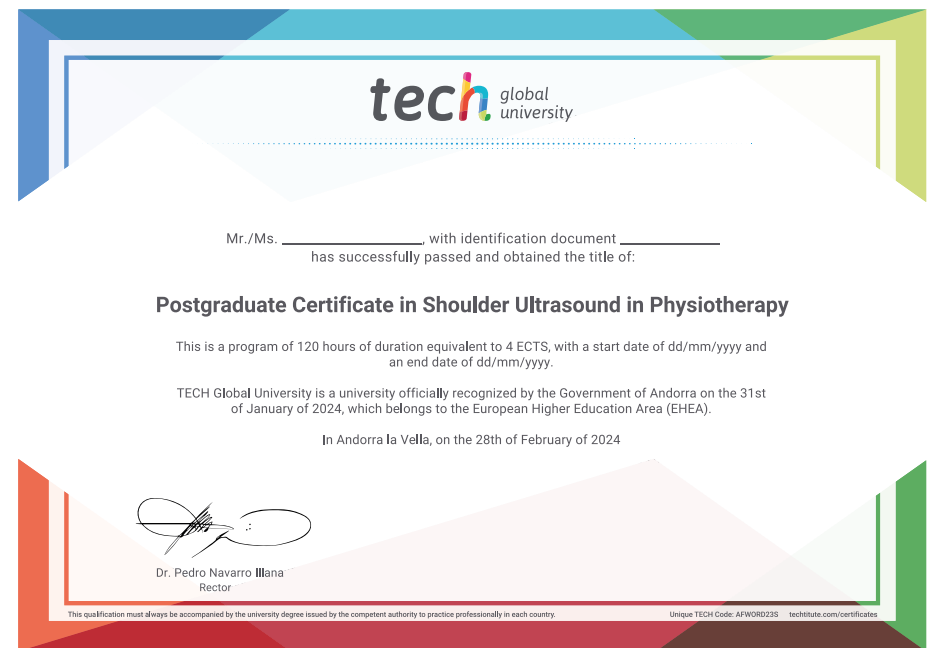 tech global
university
Mr./Ms. ____________, with identification document ____________
has successfully passed and obtained the title of:
Postgraduate Certificate in Shoulder Ultrasound in Physiotherapy
This is a program of 120 hours of duration equivalent to 4 ECTS, with a start date of dd/mm/yyyy and
an end date of dd/mm/yyyy.
TECH Global University is a university officially recognized by the Government of Andorra on the 31st
of January of 2024, which belongs to the European Higher Education Area (EHEA).
In Andorra la Vella, on the 28th of February of 2024
Dr. Pedro Navarro Illana
Rector
This qualification must always be accompanied by the university degree issued by the competent authority to practice professionally in each country.
Unique TECH Code: AFWORD23S techtitute.com/certificates